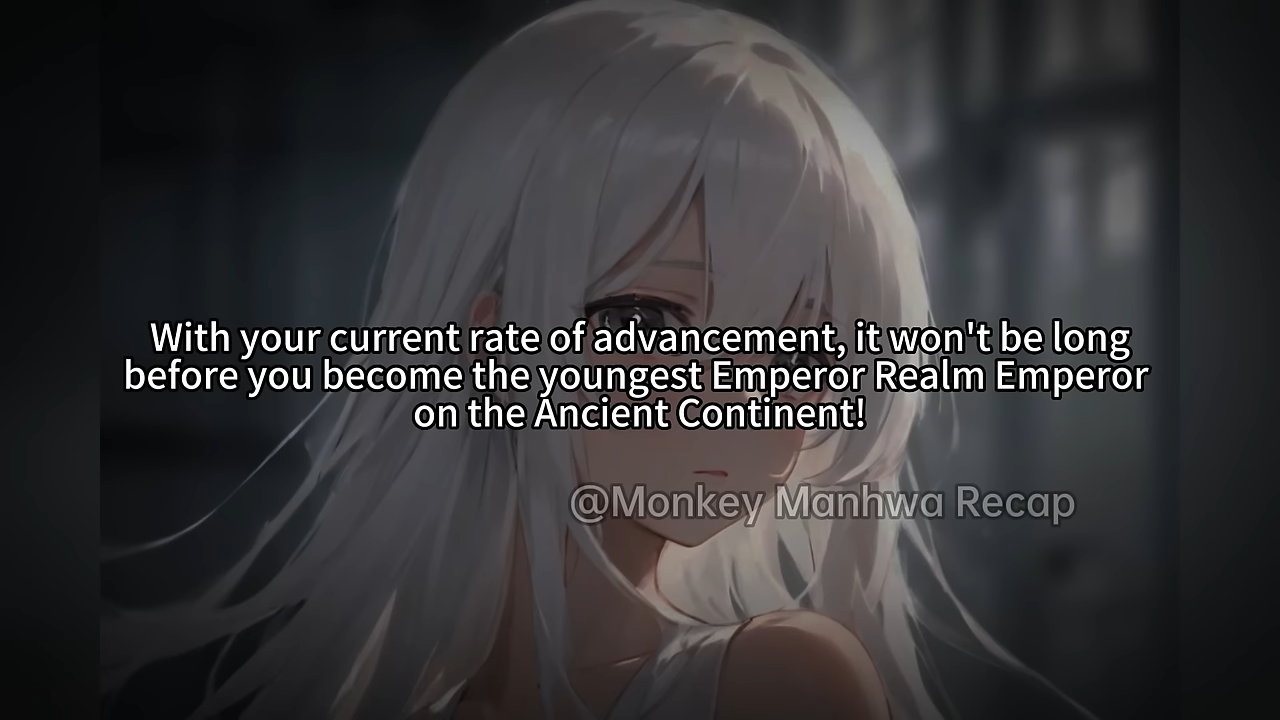 With your current rate of advancement, it won't be long
before you become the youngest Emperor Realm Emperor
on the Ancient Continent!
@Monkey Manhwa Recap